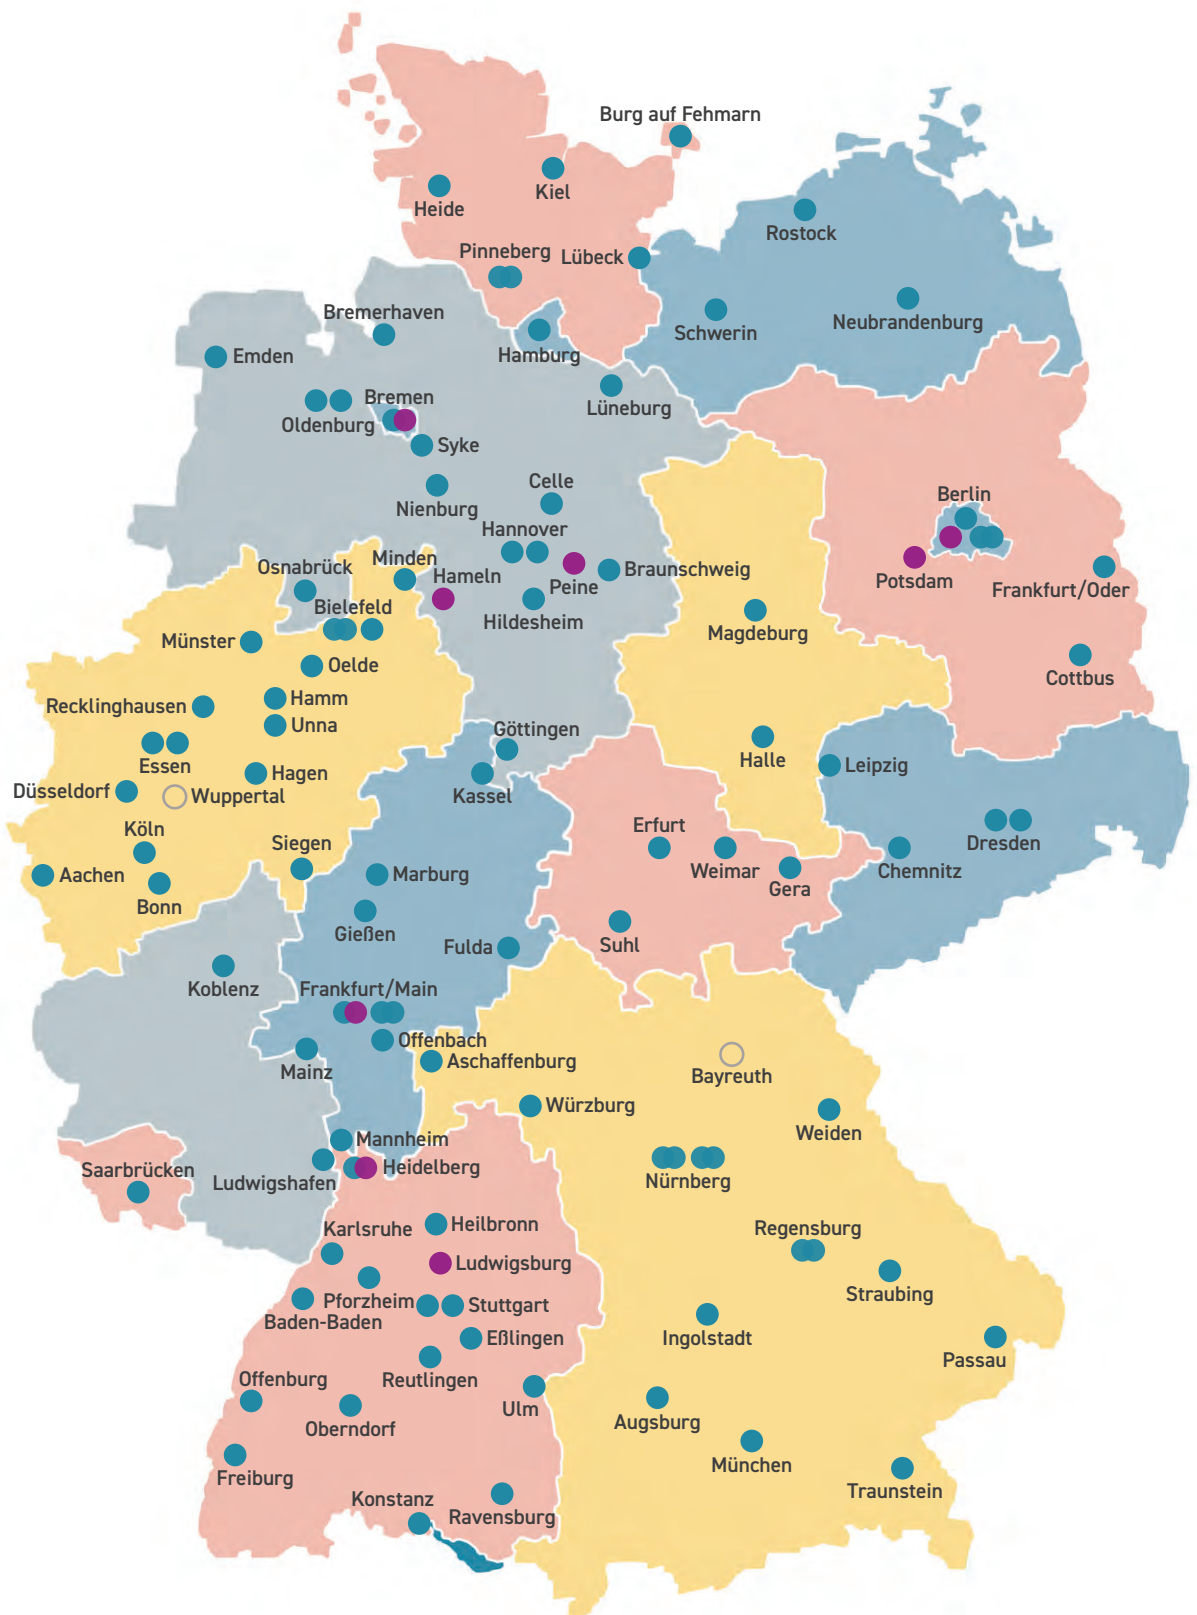 Burg auf Fehmarn
Kiel
Heide
Rostock
Pinneberg
Lübeck
Bremerhaven
Schwerin
Neubrandenburg
Emden
Hamburg
Bremen
Lüneburg
Oldenburg
Syke
Celle
Nienburg
Berlin
Hannover
Osnabrück
Minden
Hameln
Peine
Braunschweig
Potsdam
Frankfurt/Oder
Bielefeld
Hildesheim
Magdeburg
Münster
Oelde
Cottbus
Hamm
Recklinghausen
Unna
Göttingen
Essen
Halle
Leipzig
Hagen
Düsseldorf
Wuppertal
Kassel
Köln
Erfurt
Siegen
Dresden
Aachen
Marburg
Weimar
Chemnitz
Gera
Bonn
Gießen
Fulda
Suhl
Koblenz
Frankfurt/Main
Offenbach
Aschaffenburg
Mainz
Bayreuth
Würzburg
Weiden
Mannheim
Saarbrücken
Heidelberg
Ludwigshafen
Nürnberg
Karlsruhe
Heilbronn
Regensburg
Ludwigsburg
Straubing
Pforzheim
Stuttgart
Baden-Baden
Eßlingen
Ingolstadt
Passau
Offenburg
Reutlingen
Ulm
Oberndorf
Augsburg
München
Freiburg
Traunstein
Konstanz
Ravensburg